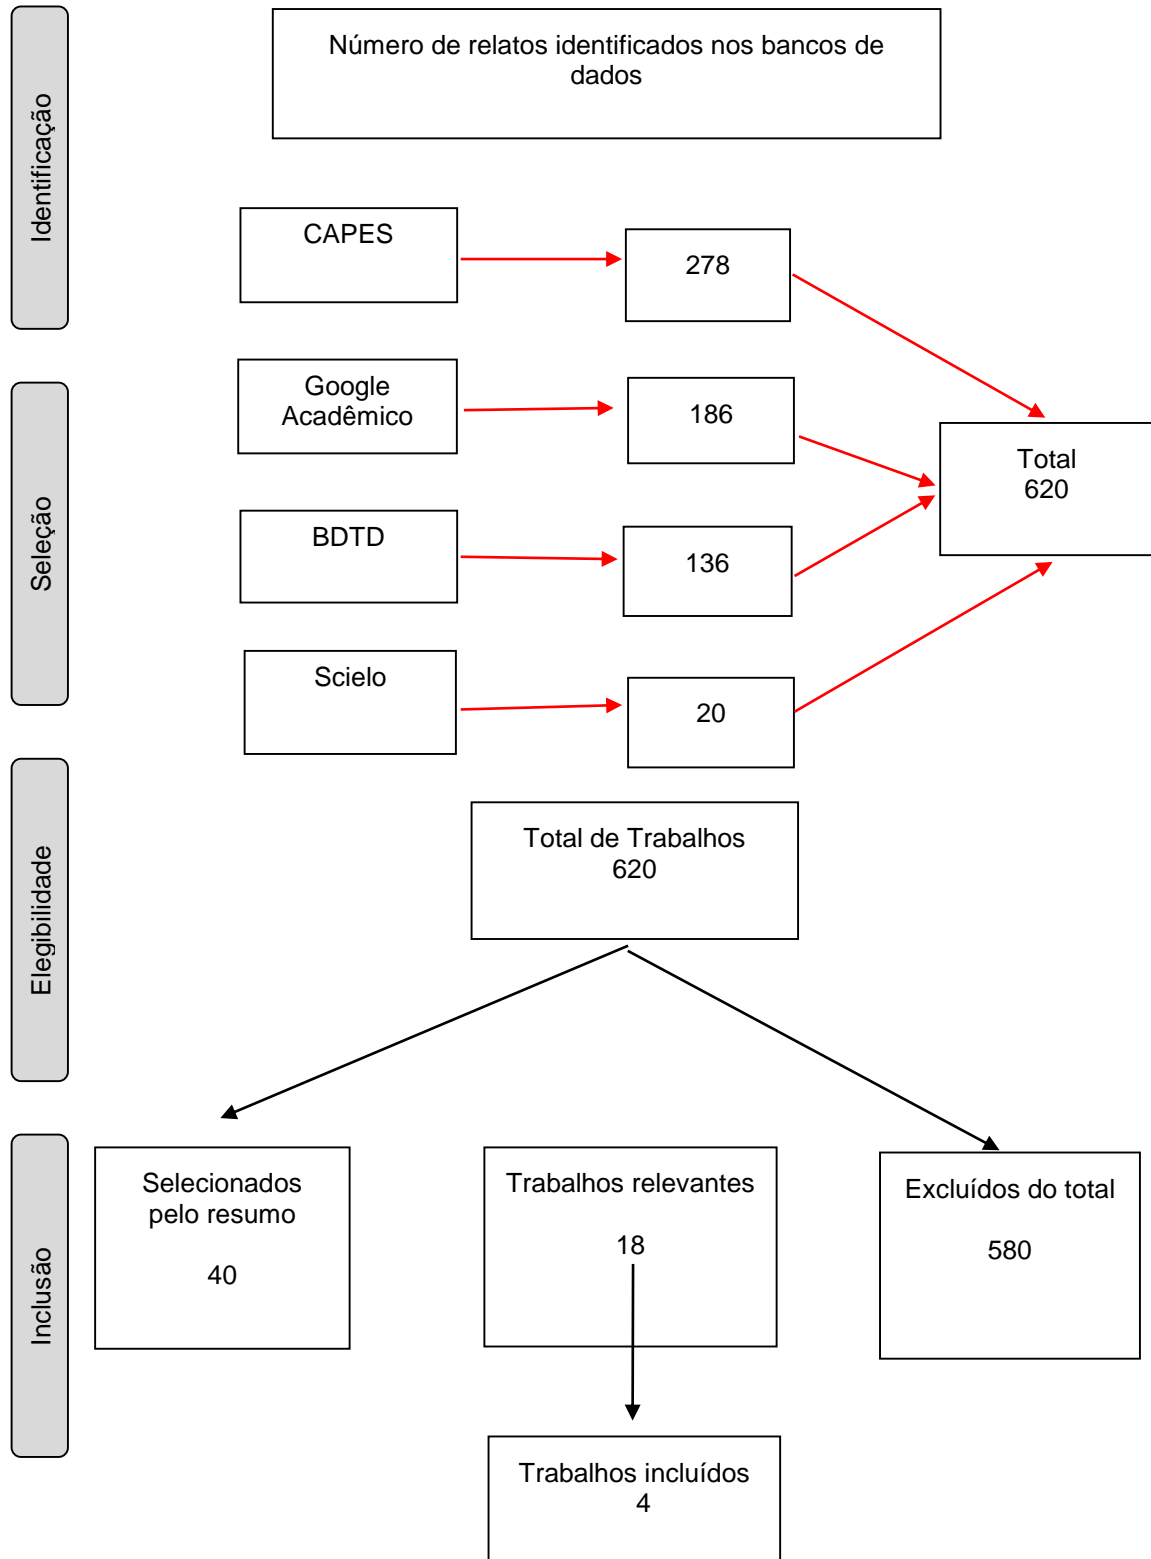 Identificação
Número de relatos identificados nos bancos de
dados
CAPES
278
Seleção
Google
Acadêmico
186
Total
620
BDTD
136
Scielo
20
Elegibilidade
Total de Trabalhos
620
Inclusão
Selecionados
pelo resumo
40
Trabalhos relevantes
18
Excluídos do total
580
Trabalhos incluídos
4